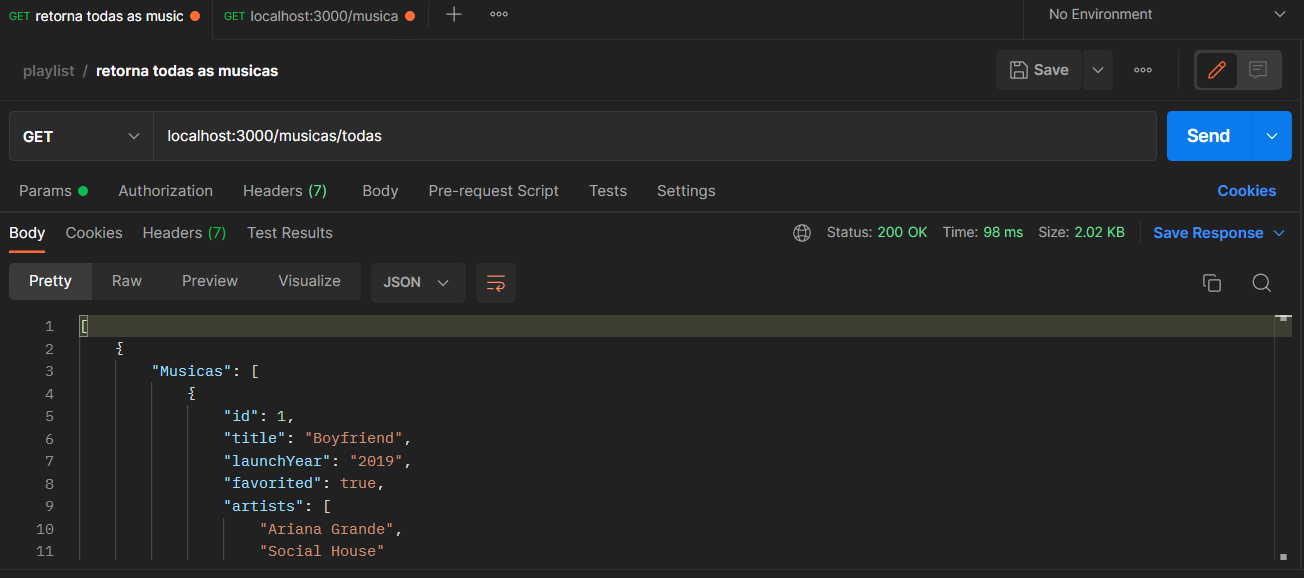 GET retorna todas as music GET localhost:3000/musica No Environment
playlist / retorna todas as musicas Save
GET localhost:3000/musicas/todas Send
Params Authorization Headers (7) Body Pre-request Script Tests Settings Cookies
Body Cookies Headers (7) Test Results Status: 200 OK Time: 98 ms Size: 2.02 KB Save Response
Pretty Raw Preview Visualize JSON
1 [
2 {
3 "Musicas": [
4 {
5 "id": 1,
6 "title": "Boyfriend",
7 "launchYear": "2019",
8 "favorited": true,
9 "artists": [
10 "Ariana Grande",
11 "Social House"